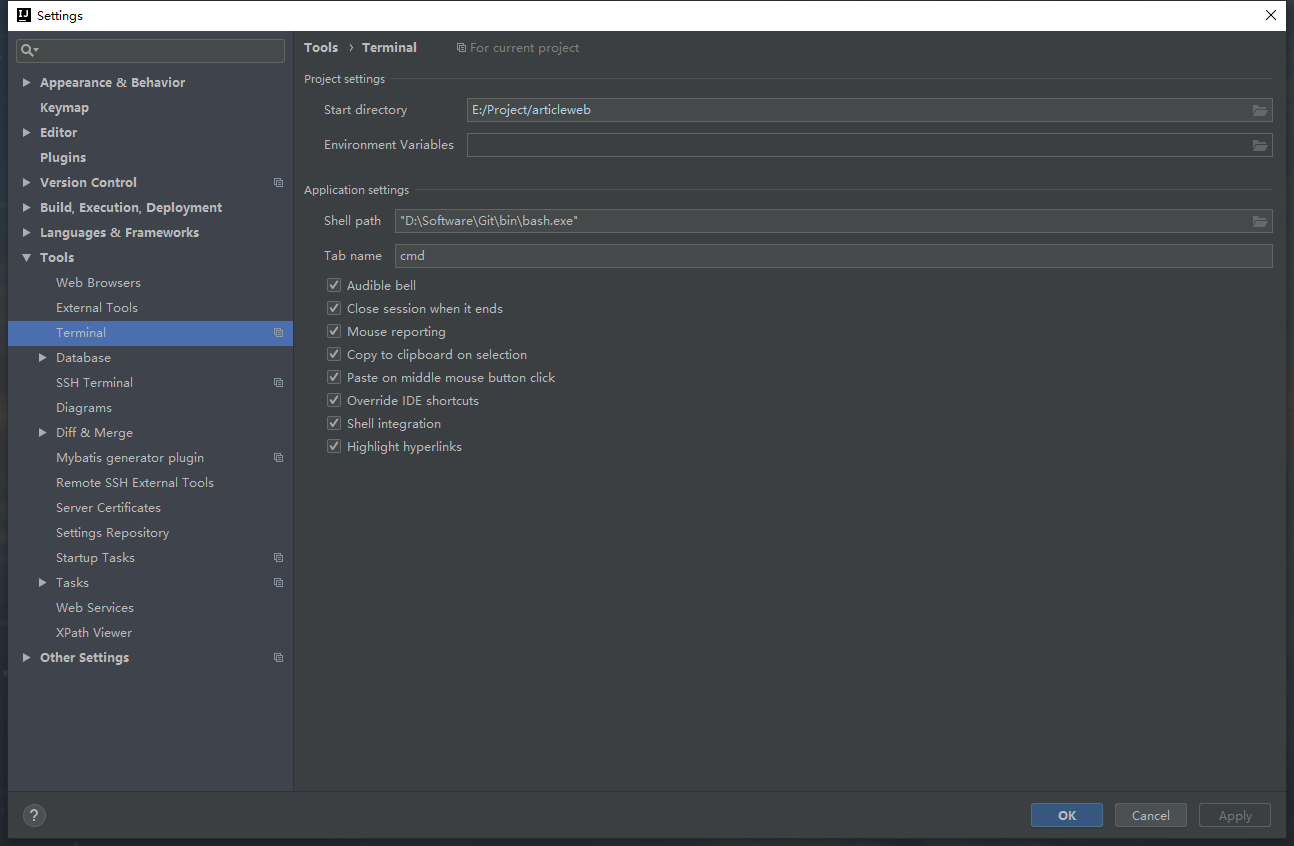 IJ Settings
Appearance & Behavior
Keymap
Editor
Plugins
Version Control
Build, Execution, Deployment
Languages & Frameworks
Tools
Web Browsers
External Tools
Terminal
Database
SSH Terminal
Diagrams
Diff & Merge
Mybatis generator plugin
Remote SSH External Tools
Server Certificates
Settings Repository
Startup Tasks
Tasks
Web Services
XPath Viewer
Other Settings
Tools › Terminal For current project
Project settings
Start directory E:/Project/articleweb
Environment Variables
Application settings
Shell path "D:\Software\Git\bin\bash.exe"
Tab name cmd
Audible bell
Close session when it ends
Mouse reporting
Copy to clipboard on selection
Paste on middle mouse button click
Override IDE shortcuts
Shell integration
Highlight hyperlinks
? OK Cancel Apply